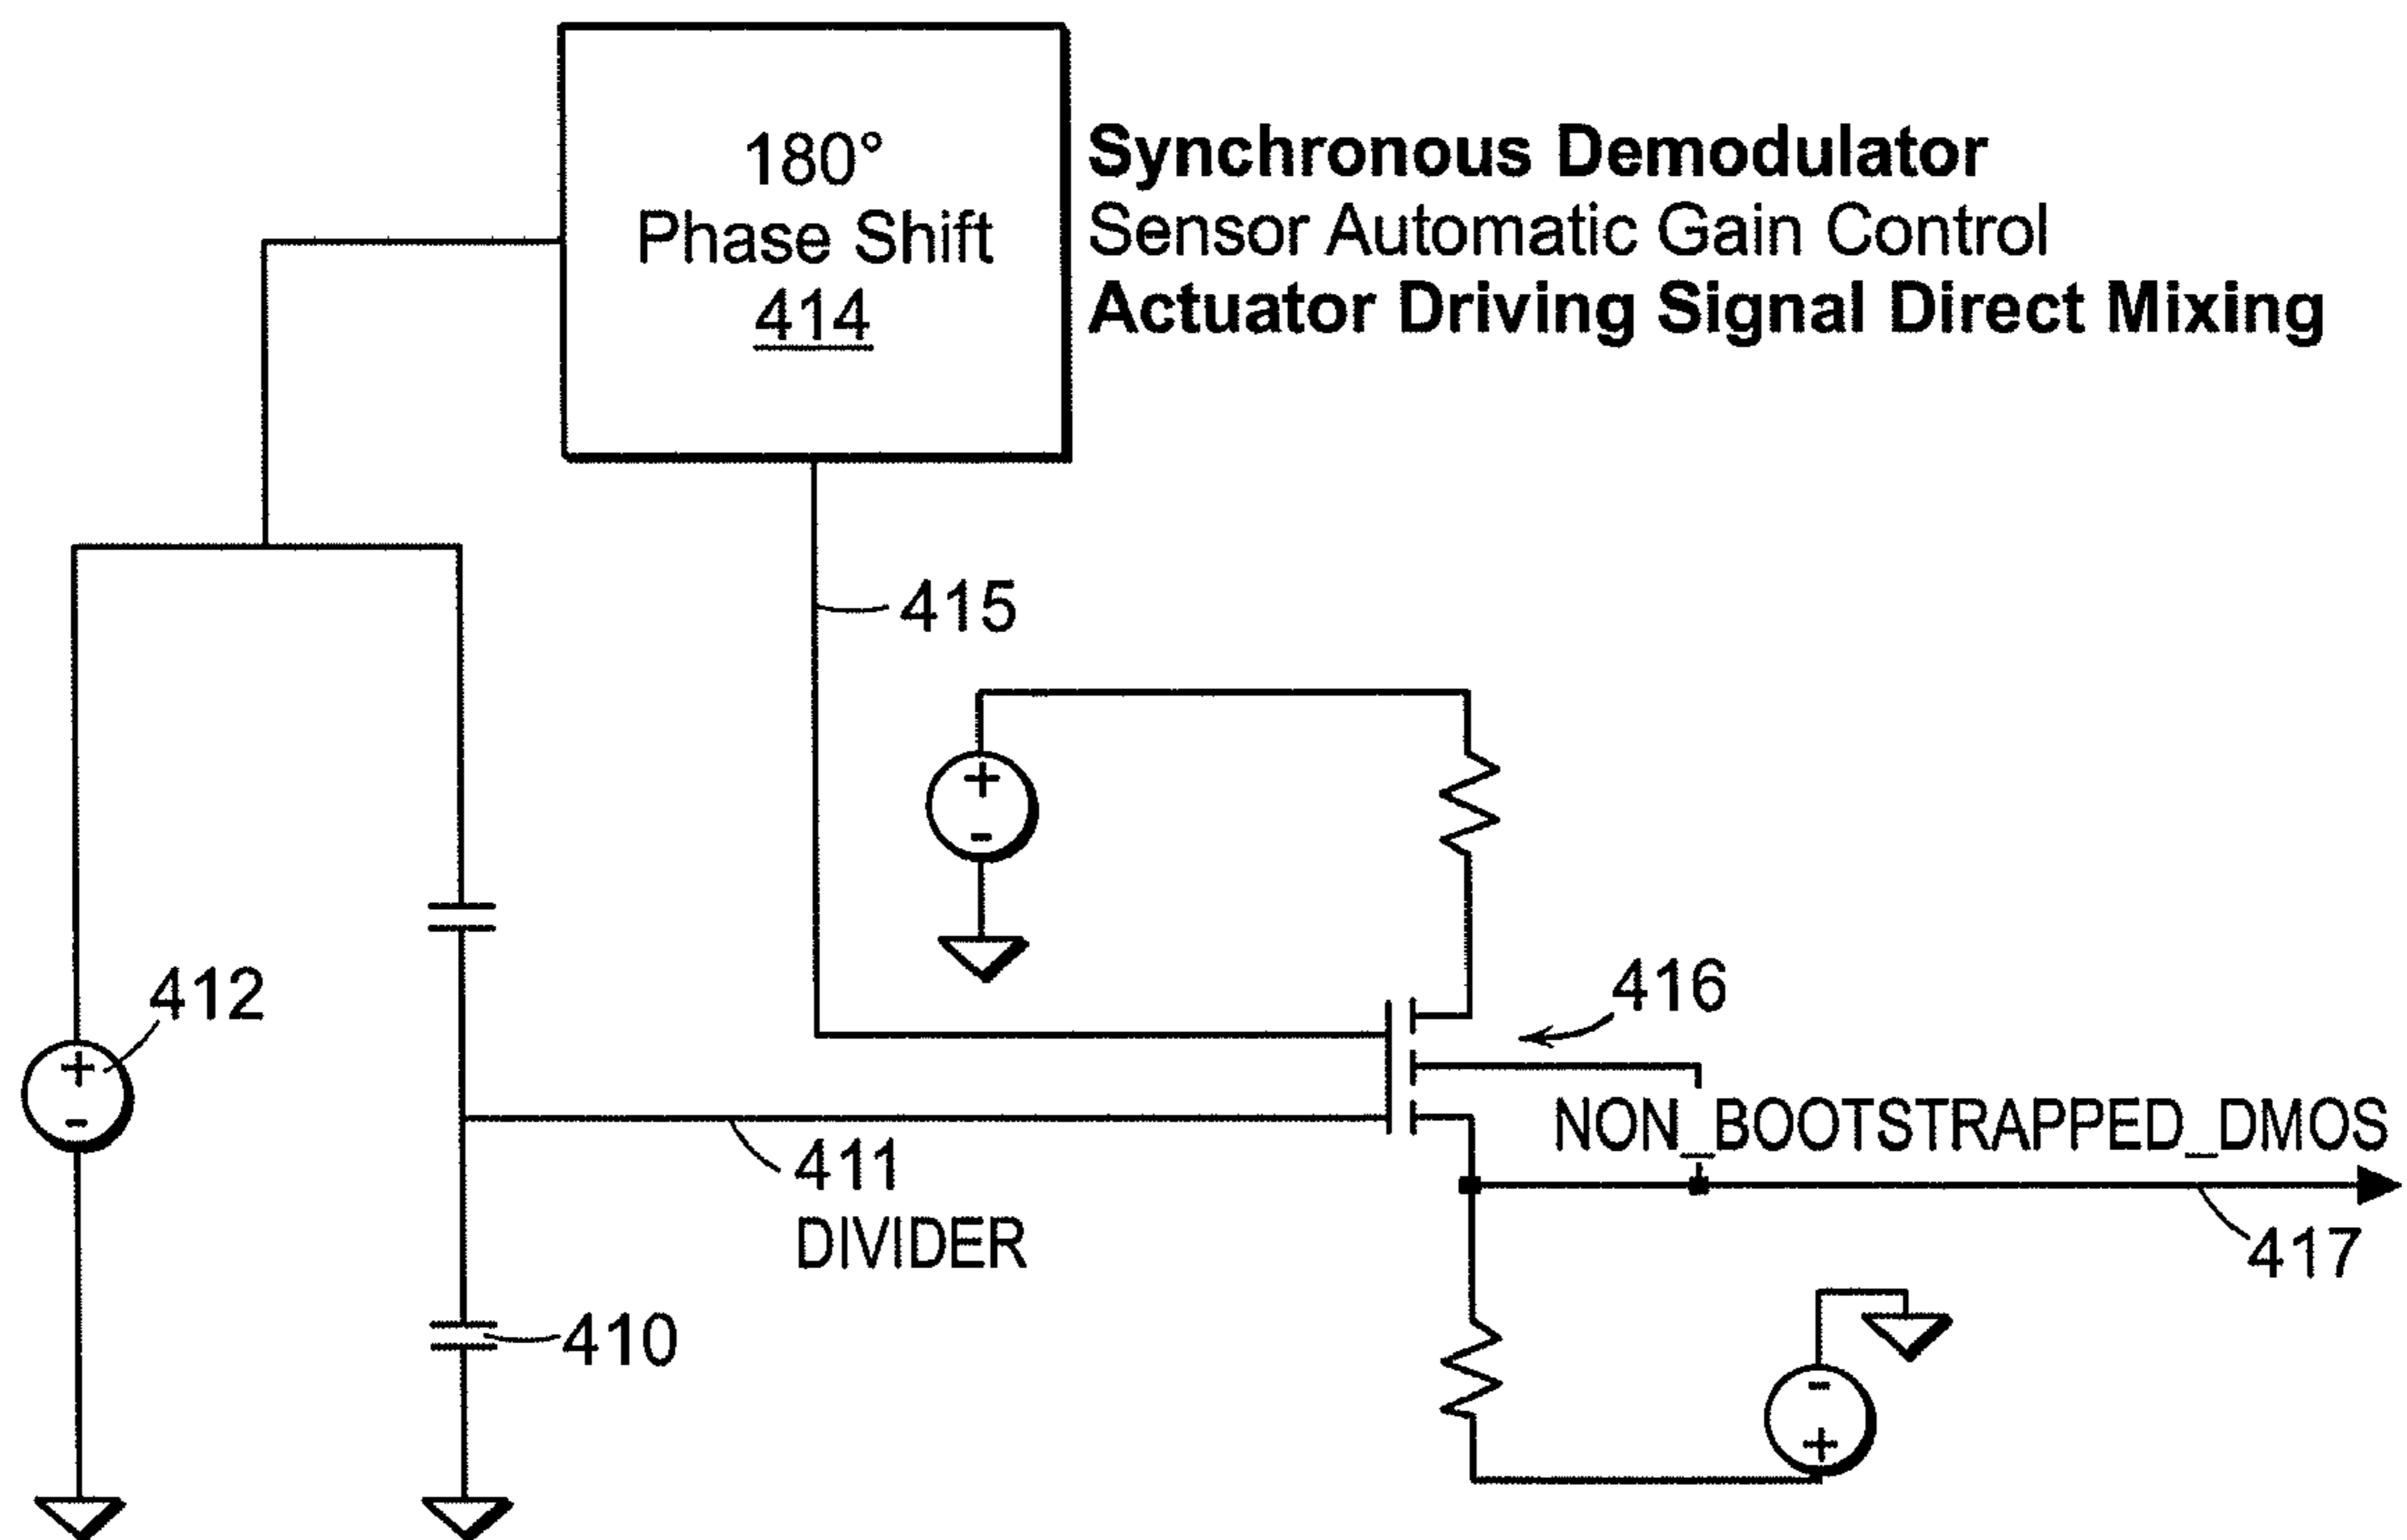 180°
Phase Shift
414
Synchronous Demodulator
Sensor Automatic Gain Control
Actuator Driving Signal Direct Mixing
415
+
-
412
+
-
416
NON_BOOTSTRAPPED_DMOS
411
DIVIDER
417
410
-
+